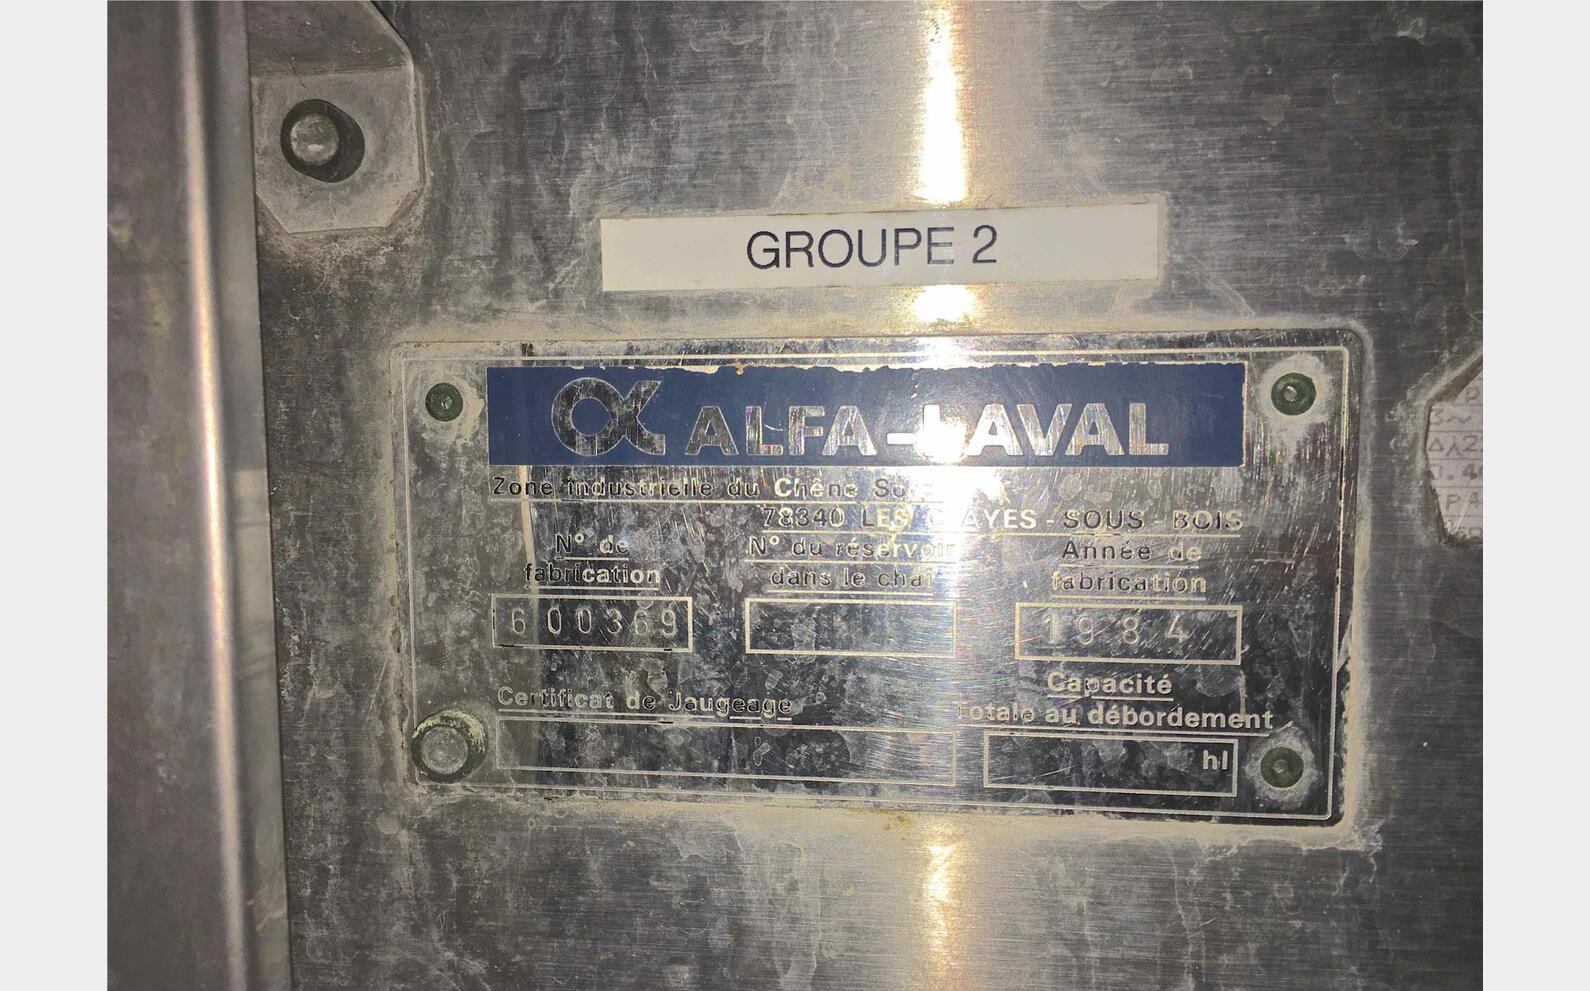 GROUPE 2
ALFA-LAVAL
Zone industrielle du Chêne
78340 LES CLAYES-SOUS-BOIS
N° de fabrication
600369
N° du réservoir dans le chai
Année de fabrication
1984
Certificat de Jaugeage
Capacité
Totale au débordement
hl